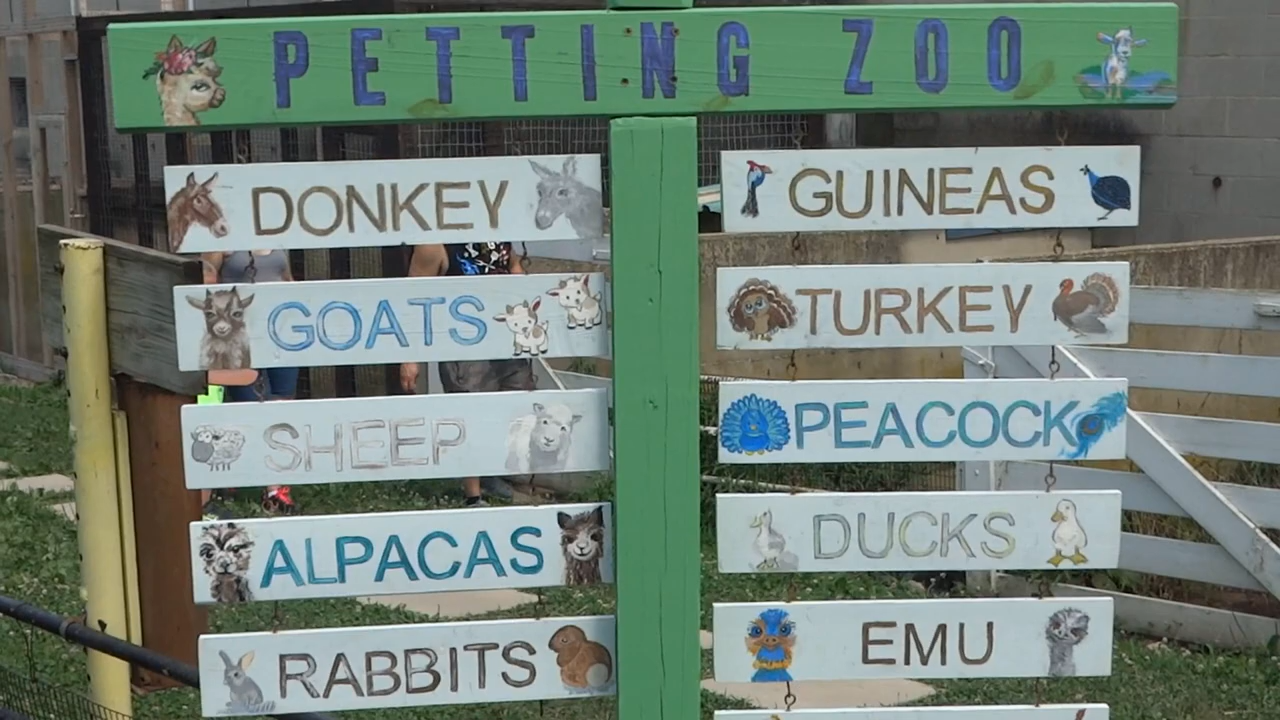 PETTING ZOO
DONKEY
GOATS
SHEEP
ALPACAS
RABBITS
GUINEAS
TURKEY
PEACOCK
DUCKS
EMU